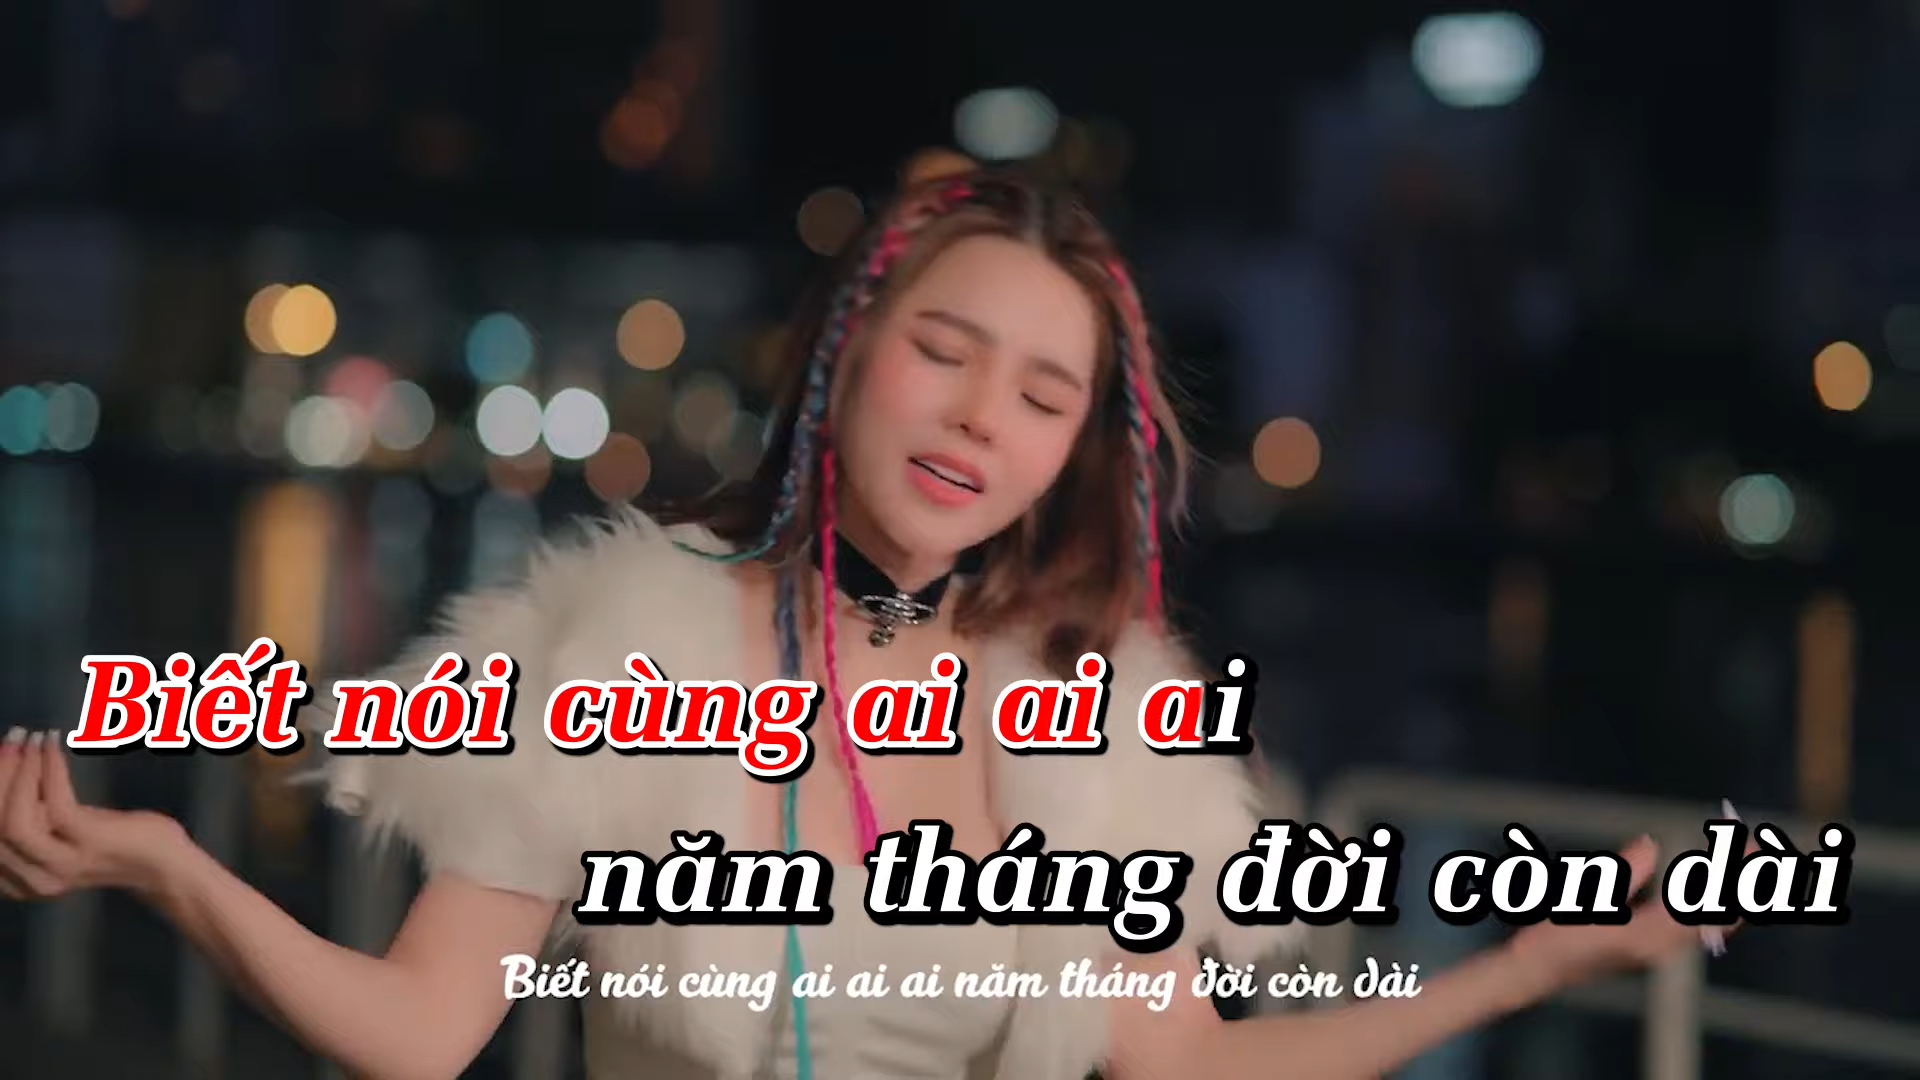 Biết nói cùng ai ai ai
năm tháng đời còn dài
Biết nói cùng ai ai ai năm tháng đời còn dài